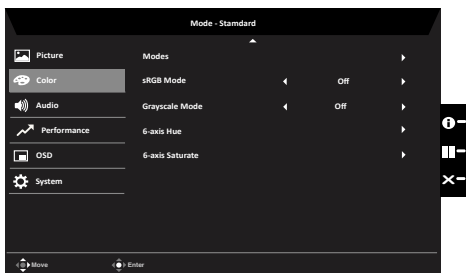 Mode - Stamdard
Picture
Modes
Color
sRGB Mode Off
Audio
Grayscale Mode Off
Performance
6-axis Hue
OSD
6-axis Saturate
System
Move Enter